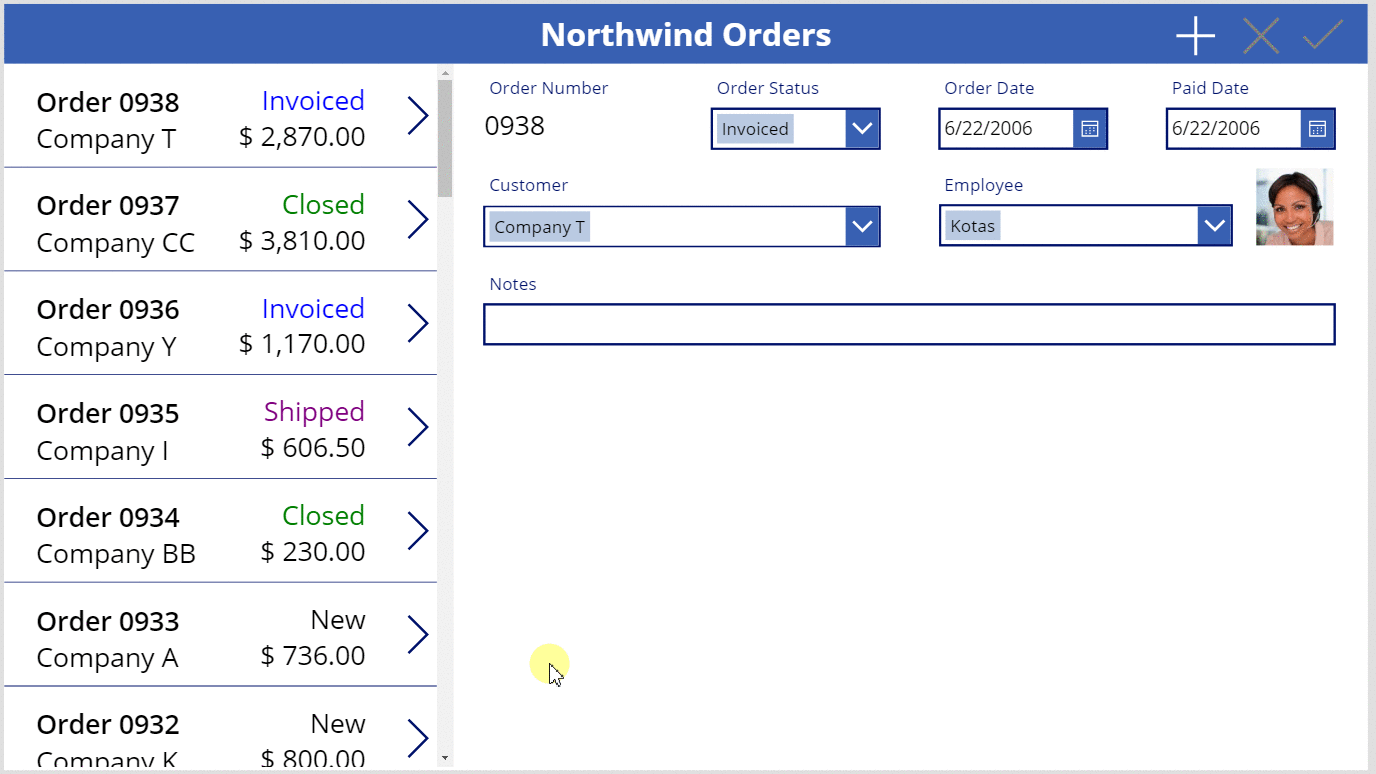 Northwind Orders
Order 0938 Invoiced
Company T $ 2,870.00
Order 0937 Closed
Company CC $ 3,810.00
Order 0936 Invoiced
Company Y $ 1,170.00
Order 0935 Shipped
Company I $ 606.50
Order 0934 Closed
Company BB $ 230.00
Order 0933 New
Company A $ 736.00
Order 0932 New
Company K $ 800.00
Order Number Order Status Order Date Paid Date
0938 Invoiced 6/22/2006 6/22/2006
Customer Employee
Company T Kotas
Notes